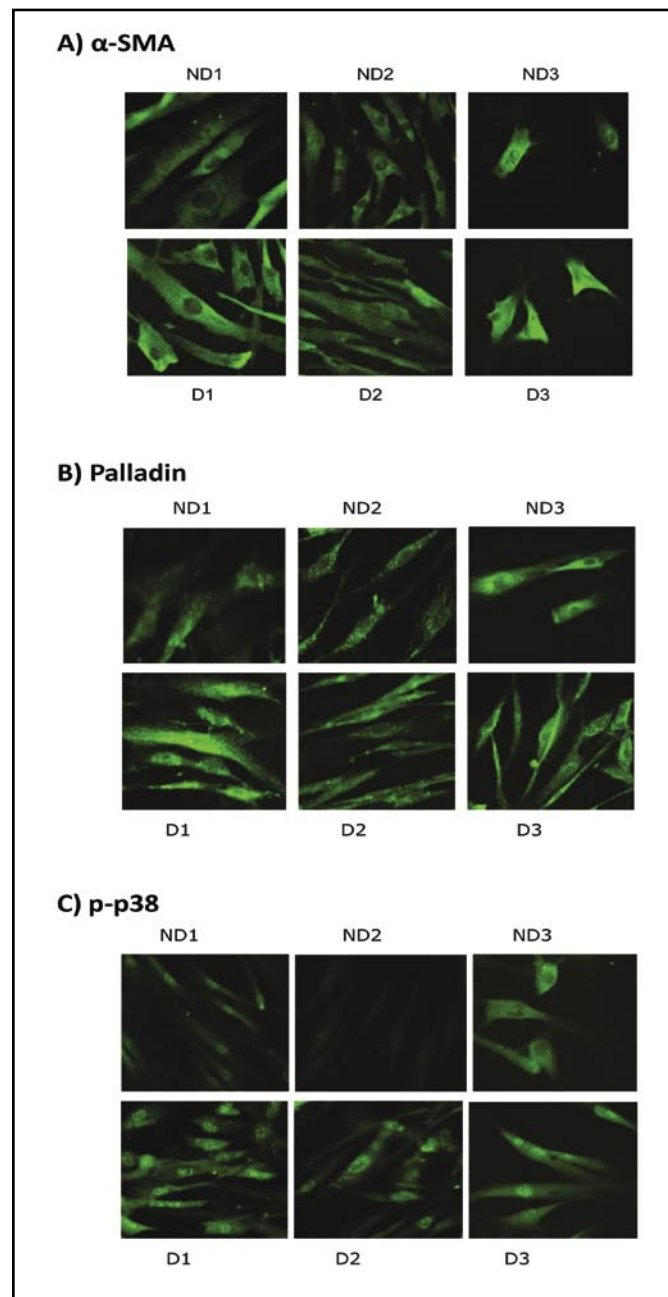 A) α-SMA
ND1 ND2 ND3
D1 D2 D3
B) Palladin
ND1 ND2 ND3
D1 D2 D3
C) p-p38
ND1 ND2 ND3
D1 D2 D3